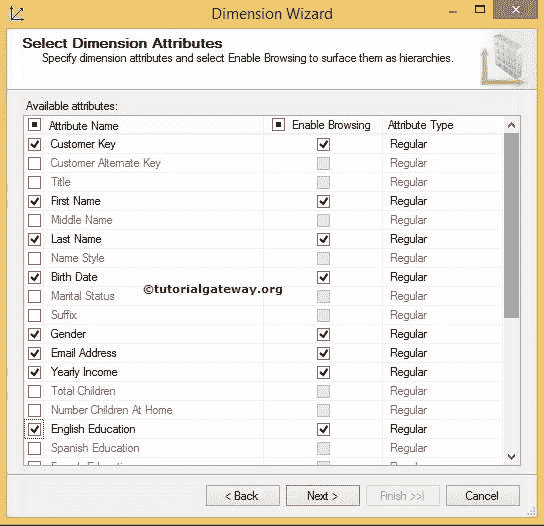 Dimension Wizard
Select Dimension Attributes
Specify dimension attributes and select Enable Browsing to surface them as hierarchies.
Available attributes:
Attribute Name Enable Browsing Attribute Type
Customer Key Regular
Customer Alternate Key Regular
Title Regular
First Name Regular
Middle Name Regular
Last Name Regular
Name Style Regular
Birth Date Regular
©tutorialgateway.org
Marital Status Regular
Suffix Regular
Gender Regular
Email Address Regular
Yearly Income Regular
Total Children Regular
Number Children At Home Regular
English Education Regular
Spanish Education Regular
< Back Next > Finish >>| Cancel